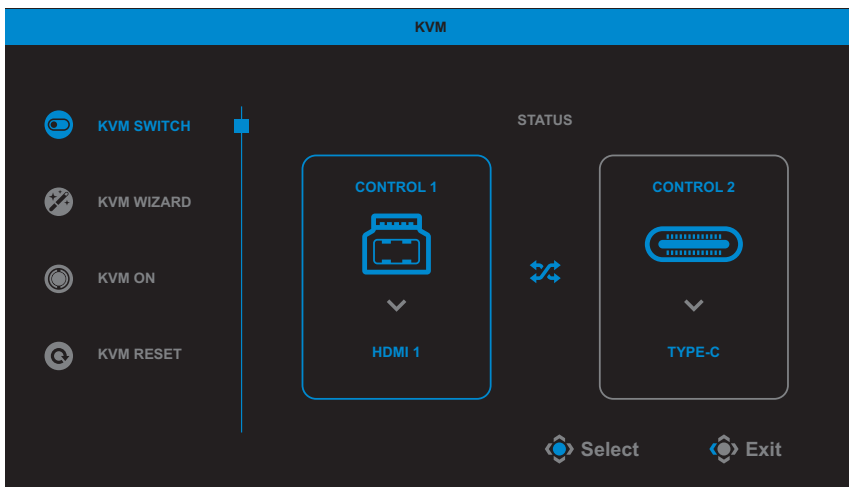 KVM
KVM SWITCH
KVM WIZARD
KVM ON
KVM RESET
STATUS
CONTROL 1
HDMI 1
CONTROL 2
TYPE-C
Select
Exit